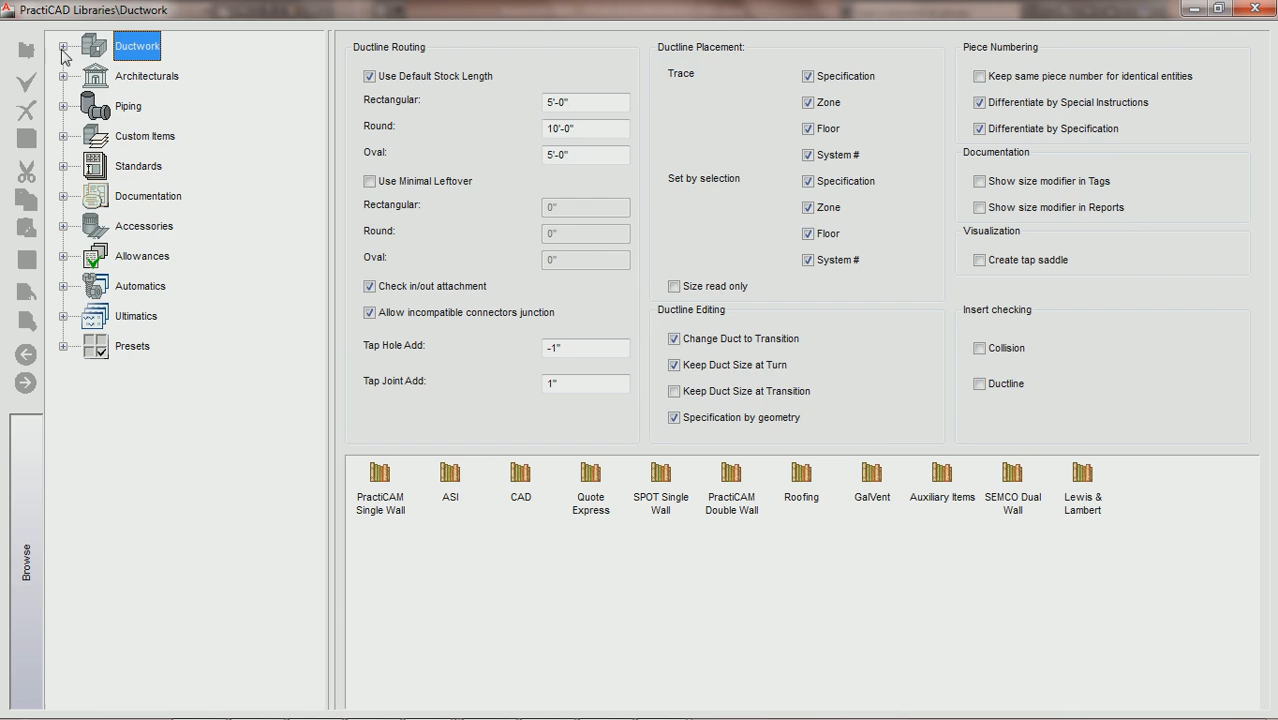 PractiCAD Libraries\Ductwork
Ductwork
Architecturals
Piping
Custom Items
Standards
Documentation
Accessories
Allowances
Automatics
Ultimatics
Presets
Browse
Ductline Routing
Use Default Stock Length
Rectangular: 5'-0"
Round: 10'-0"
Oval: 5'-0"
Use Minimal Leftover
Rectangular: 0"
Round: 0"
Oval: 0"
Check in/out attachment
Allow incompatible connectors junction
Tap Hole Add: -1"
Tap Joint Add: 1"
Ductline Placement:
Trace
Specification
Zone
Floor
System #
Set by selection
Specification
Zone
Floor
System #
Size read only
Ductline Editing
Change Duct to Transition
Keep Duct Size at Turn
Keep Duct Size at Transition
Specification by geometry
Piece Numbering
Keep same piece number for identical entities
Differentiate by Special Instructions
Differentiate by Specification
Documentation
Show size modifier in Tags
Show size modifier in Reports
Visualization
Create tap saddle
Insert checking
Collision
Ductline
PractiCAM
Single Wall
ASI
CAD
Quote
Express
SPOT Single
Wall
PractiCAM
Double Wall
Roofing
GalVent
Auxiliary Items
SEMCO Dual
Wall
Lewis &
Lambert